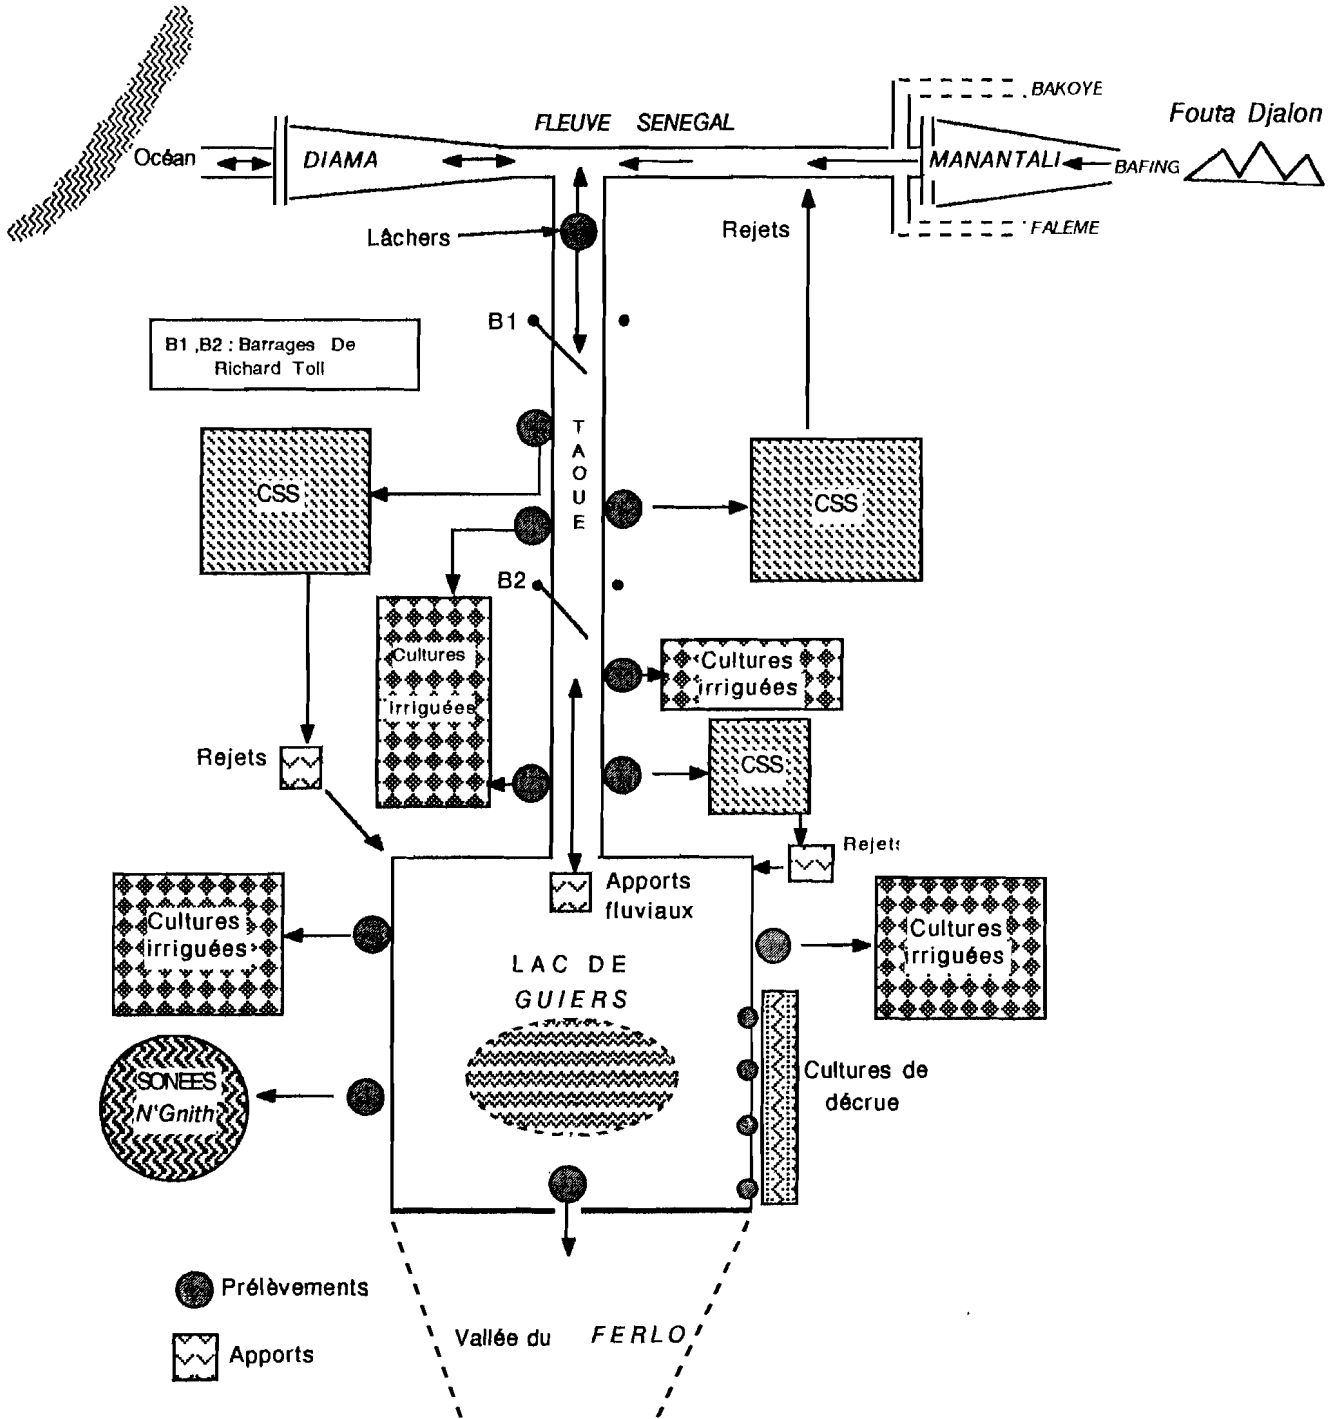 BAKOYE
Fouta Djalon
FLEUVE SENEGAL
Océan
DIAMA
MANANTALI
BAFING
Lâchers
Rejets
FALEME
B1
B1 ,B2 : Barrages De
Richard Toll
TAOUE
CSS
CSS
B2
Cultures
irriguées
Cultures
irriguées
Rejets
CSS
Rejets
Apports
fluviaux
Cultures
irriguées
Cultures
irriguées
LAC DE
GUIERS
SONEES
N'Gnith
Cultures de
décrue
Prélèvements
Vallée du FERLO
Apports